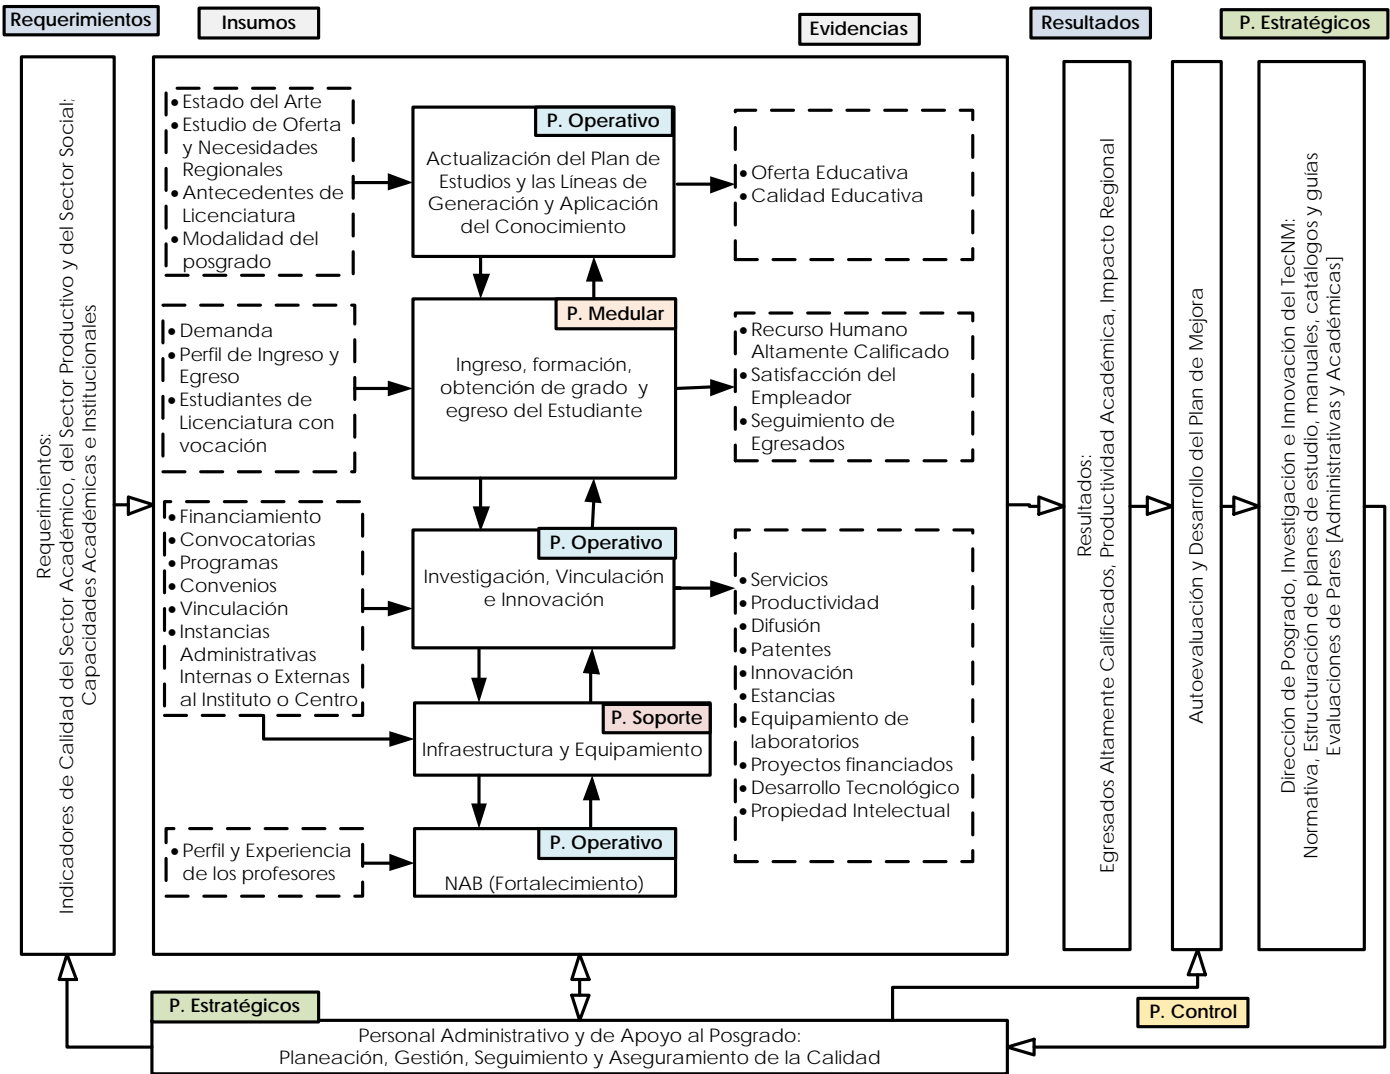 Requerimientos
Insumos
Evidencias
Resultados
P. Estratégicos
Requerimientos:
Indicadores de Calidad del Sector Académico, del Sector Productivo y del Sector Social;
Capacidades Académicas e Institucionales
• Estado del Arte
• Estudio de Oferta
y Necesidades
Regionales
• Antecedentes de
Licenciatura
• Modalidad del
posgrado
P. Operativo
Actualización del Plan de
Estudios y las Líneas de
Generación y Aplicación
del Conocimiento
• Oferta Educativa
• Calidad Educativa
• Demanda
• Perfil de Ingreso y
Egreso
• Estudiantes de
Licenciatura con
vocación
P. Medular
Ingreso, formación,
obtención de grado y
egreso del Estudiante
• Recurso Humano
Altamente Calificado
• Satisfacción del
Empleador
• Seguimiento de
Egresados
• Financiamiento
• Convocatorias
• Programas
• Convenios
• Vinculación
• Instancias
Administrativas
Internas o Externas
al Instituto o Centro
P. Operativo
Investigación, Vinculación
e Innovación
• Servicios
• Productividad
• Difusión
• Patentes
• Innovación
• Estancias
• Equipamiento de
laboratorios
• Proyectos financiados
• Desarrollo Tecnológico
• Propiedad Intelectual
P. Soporte
Infraestructura y Equipamiento
• Perfil y Experiencia
de los profesores
P. Operativo
NAB (Fortalecimiento)
Resultados:
Egresados Altamente Calificados, Productividad Académica, Impacto Regional
Autoevaluación y Desarrollo del Plan de Mejora
Dirección de Posgrado, Investigación e Innovación del TecNM:
Normativa, Estructuración de planes de estudio, manuales, catálogos y guías
Evaluaciones de Pares [Administrativas y Académicas]
P. Estratégicos
P. Control
Personal Administrativo y de Apoyo al Posgrado:
Planeación, Gestión, Seguimiento y Aseguramiento de la Calidad